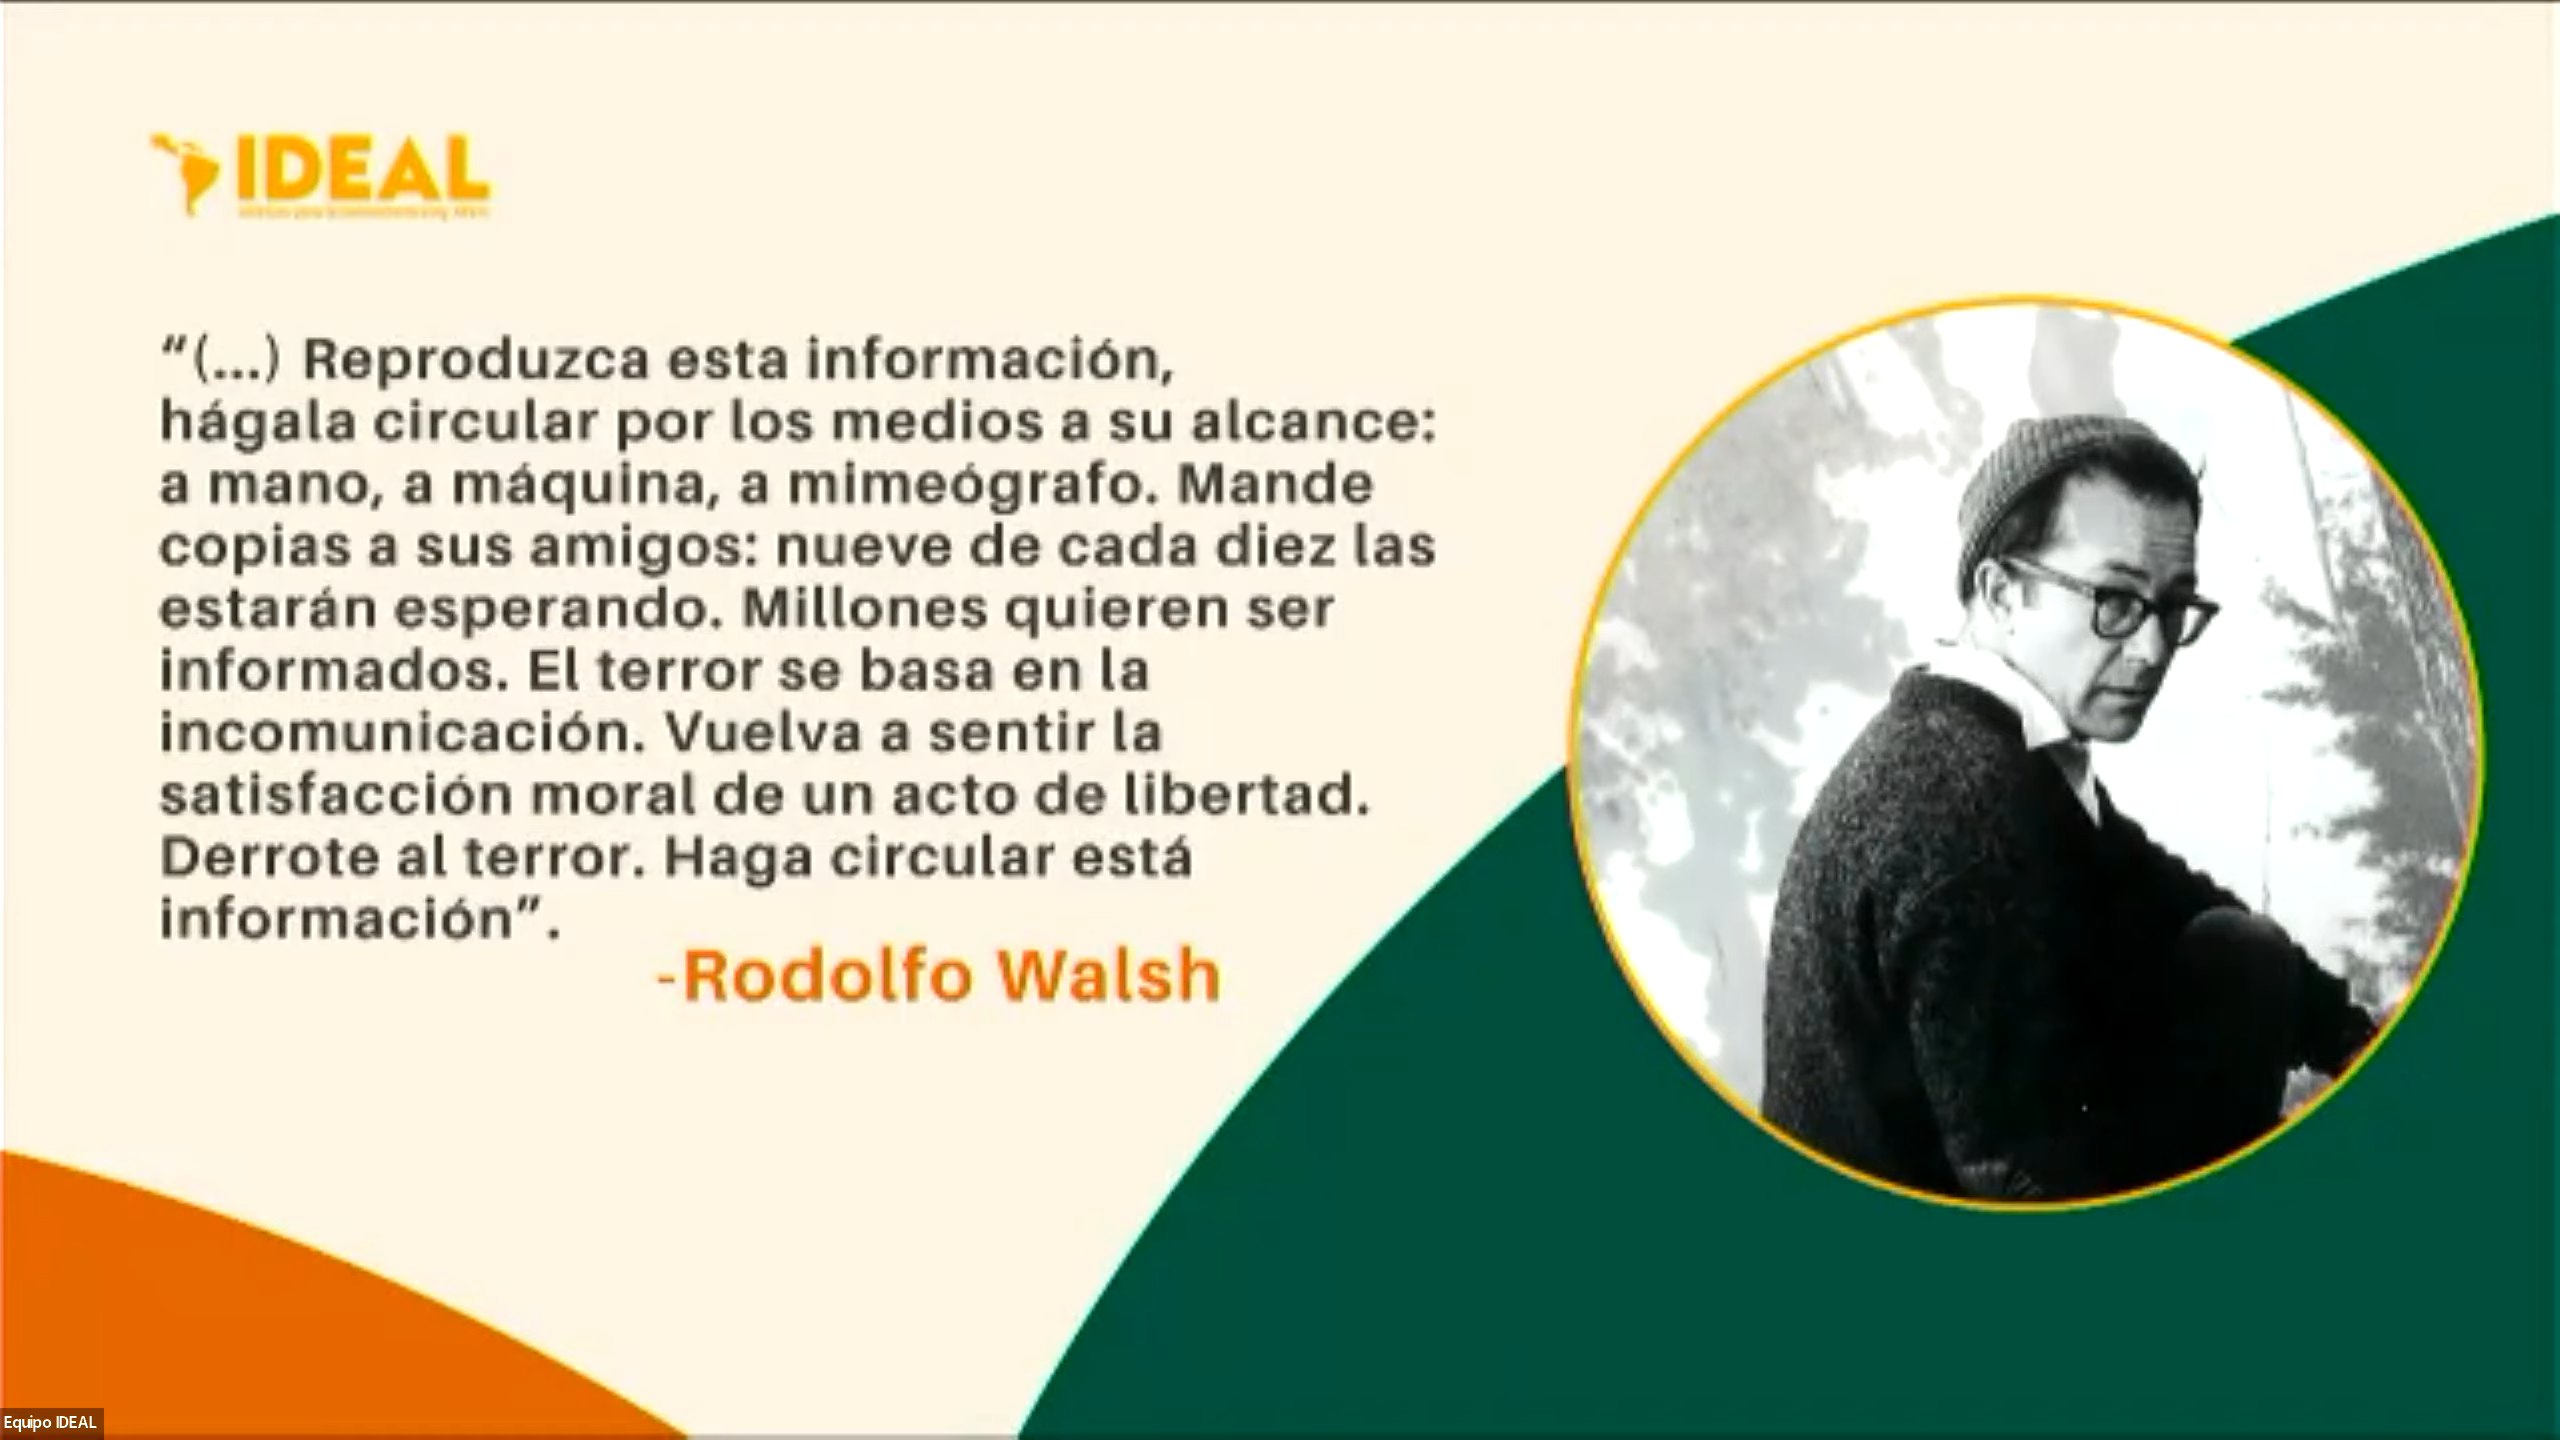 IDEAL
“(...) Reproduzca esta información,
hágala circular por los medios a su alcance:
a mano, a máquina, a mimeógrafo. Mande
copias a sus amigos: nueve de cada diez las
estarán esperando. Millones quieren ser
informados. El terror se basa en la
incomunicación. Vuelva a sentir la
satisfacción moral de un acto de libertad.
Derrote al terror. Haga circular está
información”.
-Rodolfo Walsh
Equipo IDEAL